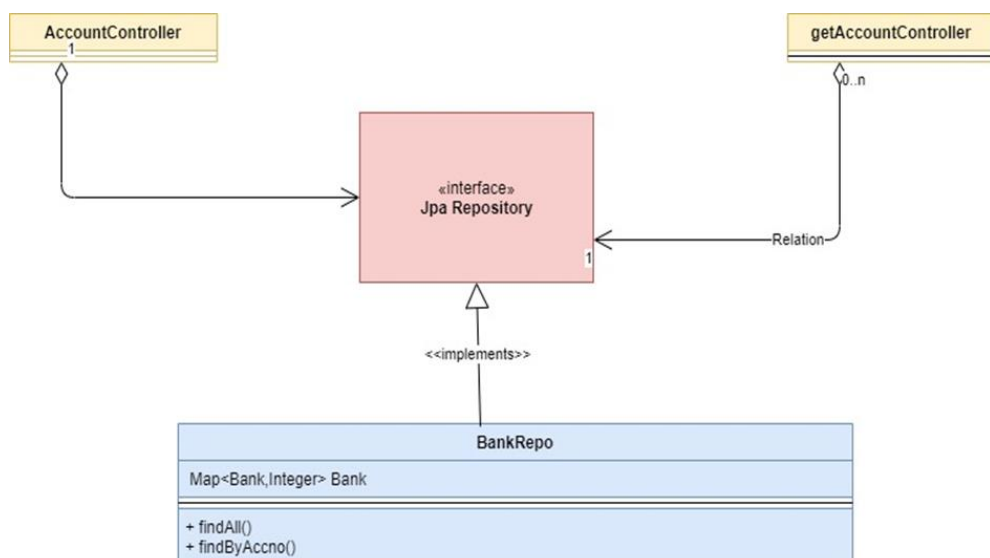 AccountController
1
getAccountController
0..n
«interface»
Jpa Repository
Relation
1
<<implements>>
BankRepo
Map<Bank,Integer> Bank
+ findAll()
+ findByAccno()